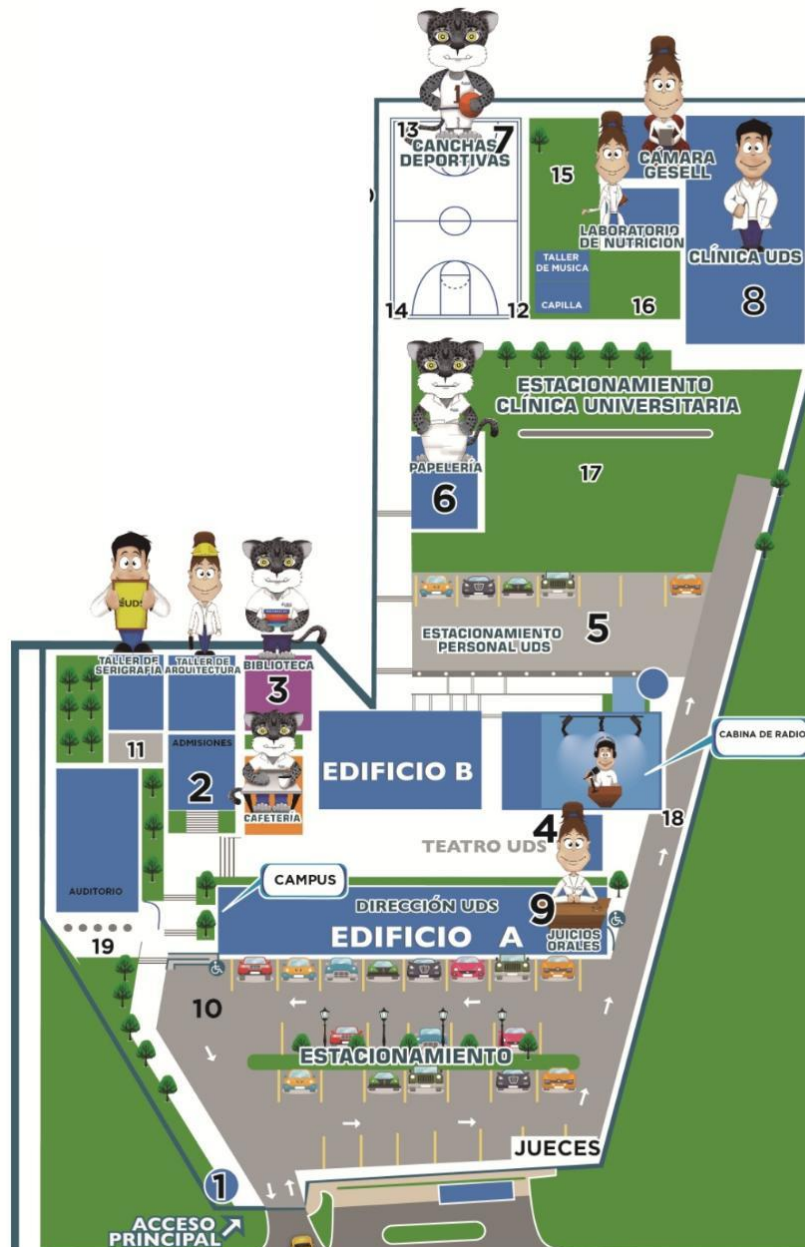 13
7
CANCHAS
DEPORTIVAS
14
12
15
TALLER
DE MUSICA
CAPILLA
LABORATORIO
DE NUTRICIÓN
16
CÁMARA
GESELL
CLÍNICA UDS
8
ESTACIONAMIENTO
CLÍNICA UNIVERSITARIA
PAPELERÍA
6
17
ESTACIONAMIENTO
PERSONAL UDS
5
UDS
TALLER DE
SERIGRAFÍA
TALLER DE
ARQUITECTURA
BIBLIOTECA
3
11
ADMISIONES
2
CAFETERÍA
EDIFICIO B
CABINA DE RADIO
18
4
TEATRO UDS
AUDITORIO
19
CAMPUS
DIRECCIÓN UDS
EDIFICIO A
9
JUICIOS
ORALES
10
ESTACIONAMIENTO
JUECES
1
ACCESO
PRINCIPAL